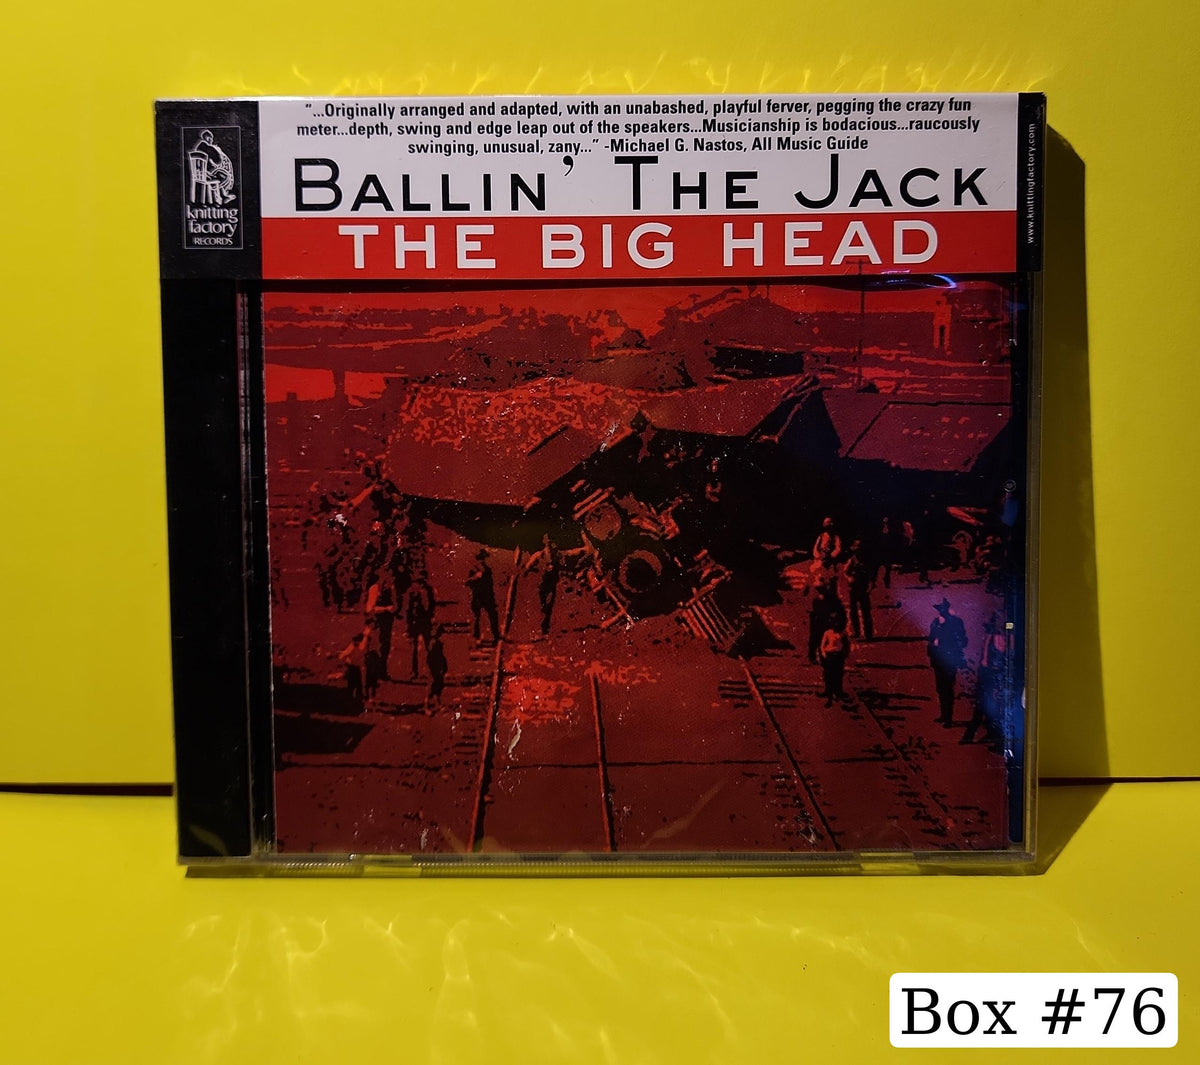 "...Originally arranged and adapted, with an unabashed, playful ferver, pegging the crazy fun
meter...depth, swing and edge leap out of the speakers...Musicianship is bodacious...raucously
swinging, unusual, zany..." -Michael G. Nastos, All Music Guide
BALLIN' THE JACK
THE BIG HEAD
knitting
factory
RECORDS
www.knittingfactory.com
Box #76